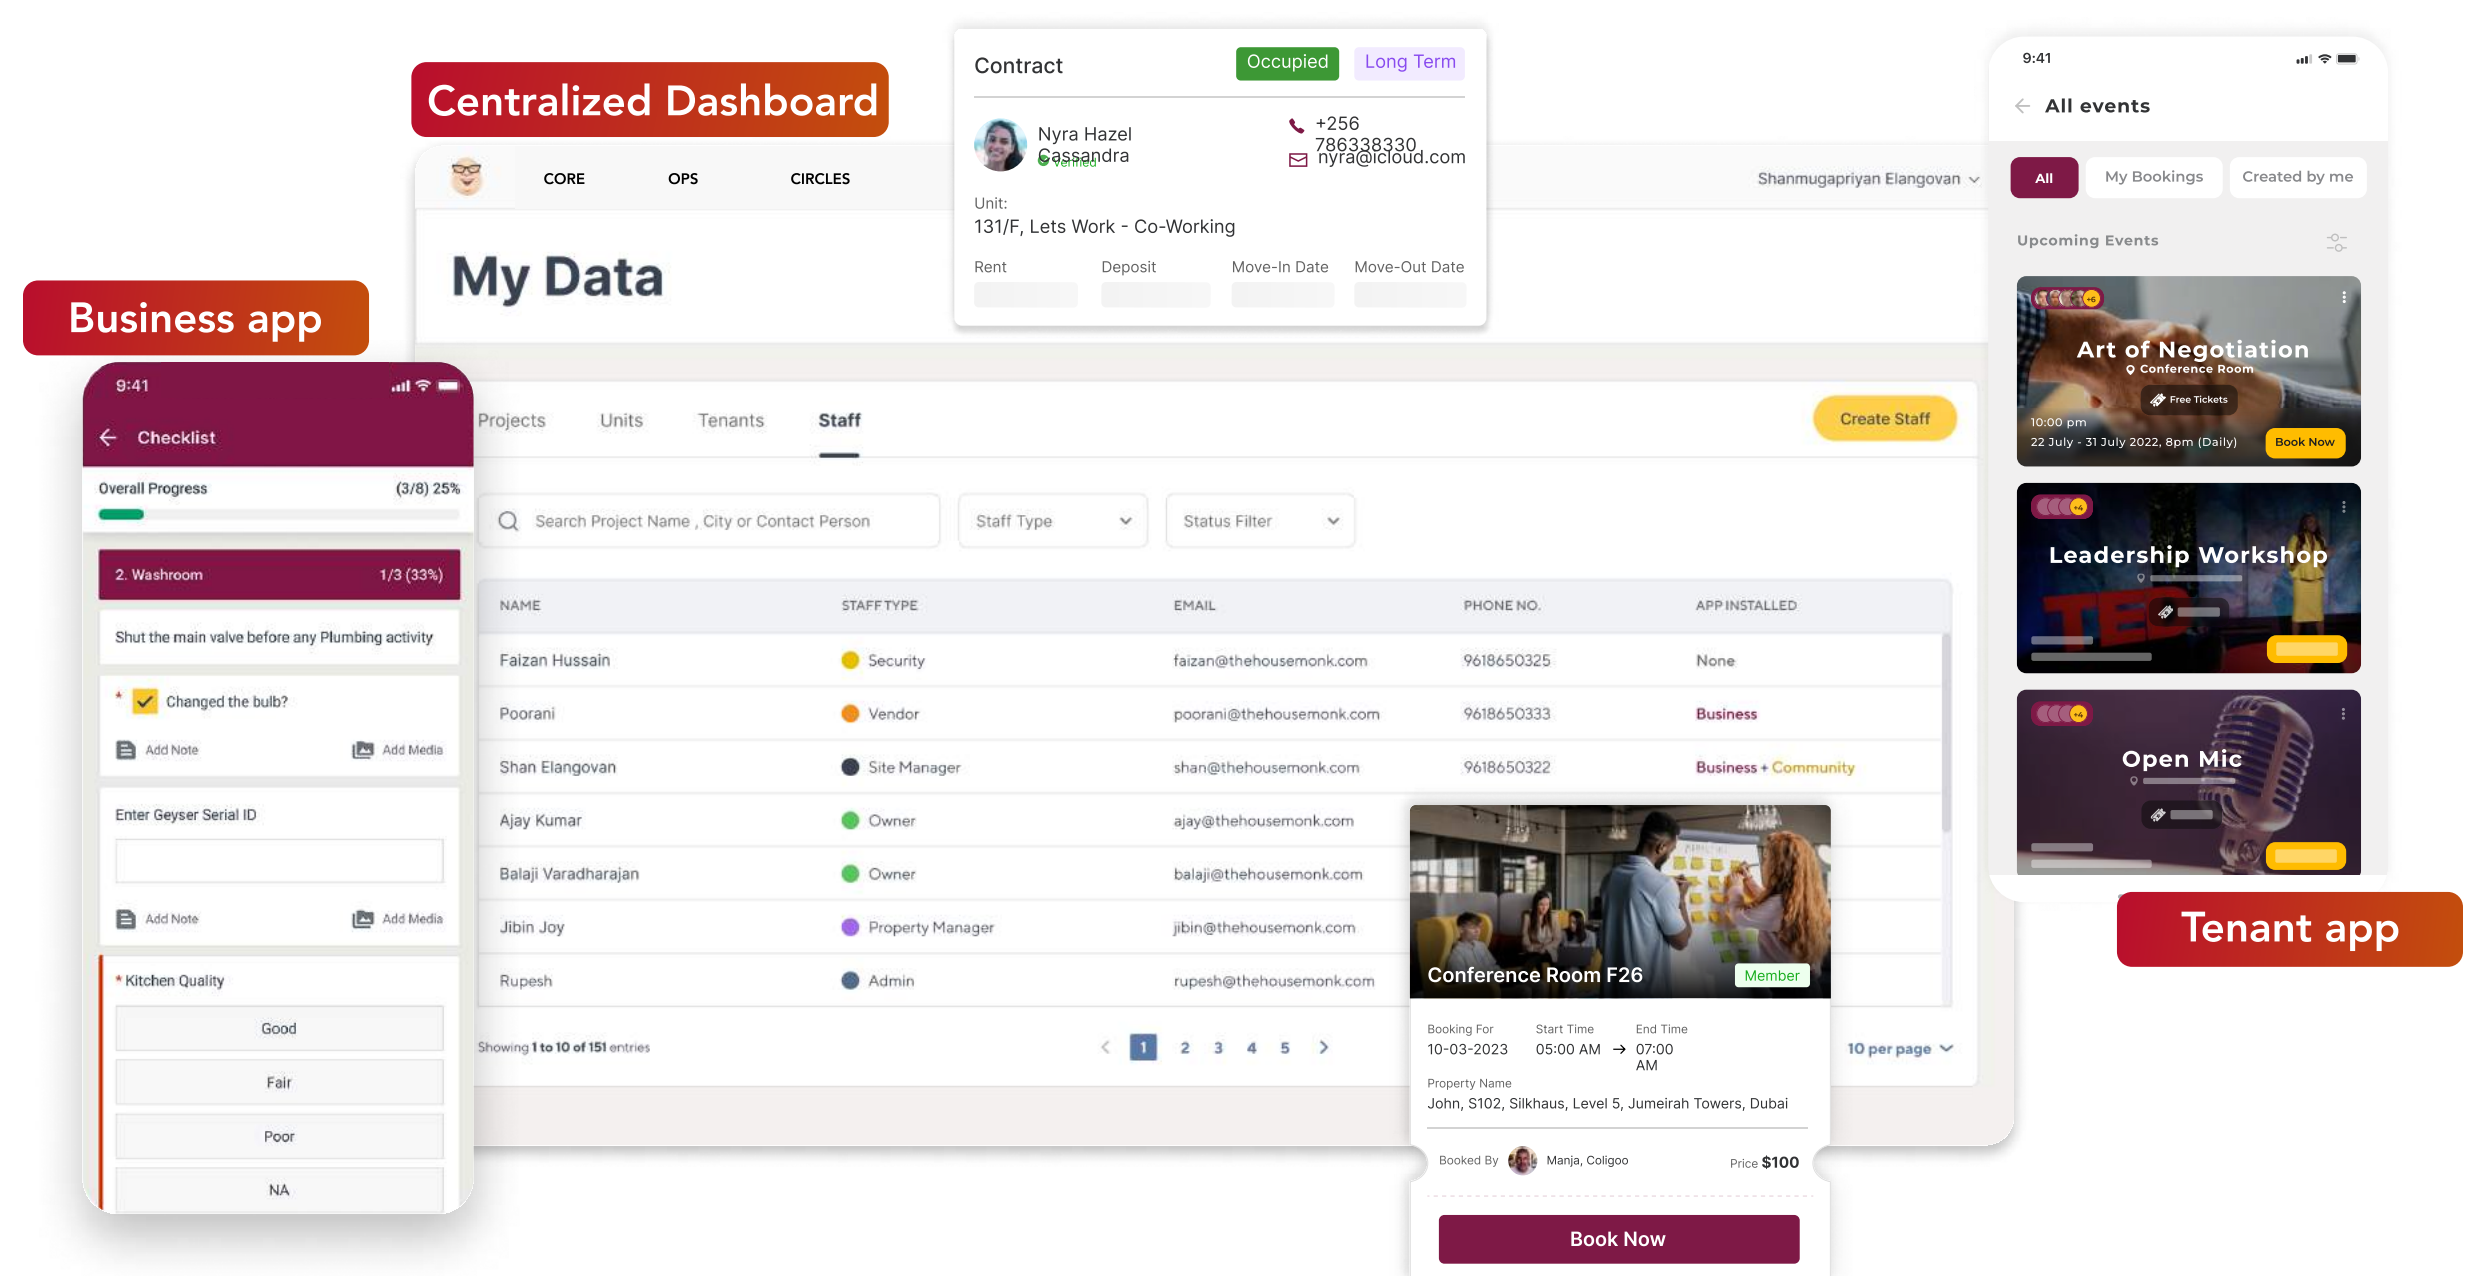 Centralized Dashboard
CORE OPS CIRCLES
Shanmugapriyan Elangovan
My Data
Contract
Occupied
Long Term
Nyra Hazel
Cassandra
Verified
+256
786338330
nyra@icloud.com
Unit:
131/F, Lets Work - Co-Working
Rent Deposit Move-In Date Move-Out Date
Projects Units Tenants Staff
Create Staff
Search Project Name , City or Contact Person
Staff Type
Status Filter
NAME STAFF TYPE EMAIL PHONE NO. APP INSTALLED
Faizan Hussain Security faizan@thehousemonk.com 9618650325 None
Poorani Vendor poorani@thehousemonk.com 9618650333 Business
Shan Elangovan Site Manager shan@thehousemonk.com 9618650322 Business + Community
Ajay Kumar Owner ajay@thehousemonk.com
Balaji Varadharajan Owner balaji@thehousemonk.com
Jibin Joy Property Manager jibin@thehousemonk.com
Rupesh Admin rupesh@thehousemonk.com
Showing 1 to 10 of 151 entries
< 1 2 3 4 5 >
10 per page
Business app
9:41
Checklist
Overall Progress (3/8) 25%
2. Washroom 1/3 (33%)
Shut the main valve before any Plumbing activity
* Changed the bulb?
Add Note Add Media
Enter Geyser Serial ID
Add Note Add Media
* Kitchen Quality
Good
Fair
Poor
NA
Conference Room F26
Member
Booking For Start Time End Time
10-03-2023 05:00 AM → 07:00
AM
Property Name
John, S102, Silkhaus, Level 5, Jumeirah Towers, Dubai
Booked By Manja, Coligoo Price $100
Book Now
9:41
All events
All My Bookings Created by me
Upcoming Events
+6
Art of Negotiation
Conference Room
Free Tickets
10:00 pm
22 July - 31 July 2022, 8pm (Daily)
Book Now
+4
Leadership Workshop
TED
+4
Open Mic
Tenant app